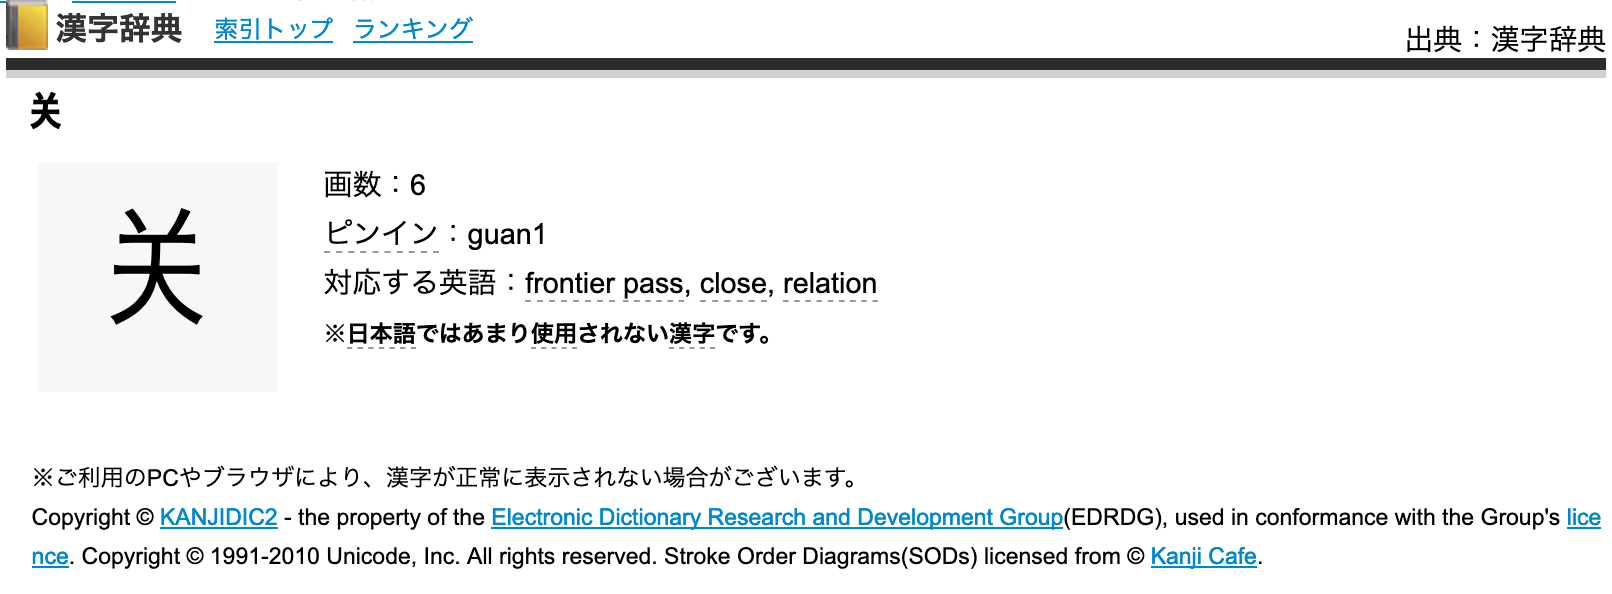 漢字辞典 索引トップ ランキング 出典：漢字辞典
关
关
画数：6
ピンイン：guan1
対応する英語：frontier pass, close, relation
※日本語ではあまり使用されない漢字です。
※ご利用のPCやブラウザにより、漢字が正常に表示されない場合がございます。
Copyright © KANJIDIC2 - the property of the Electronic Dictionary Research and Development Group(EDRDG), used in conformance with the Group's lice
nce. Copyright © 1991-2010 Unicode, Inc. All rights reserved. Stroke Order Diagrams(SODs) licensed from © Kanji Cafe.